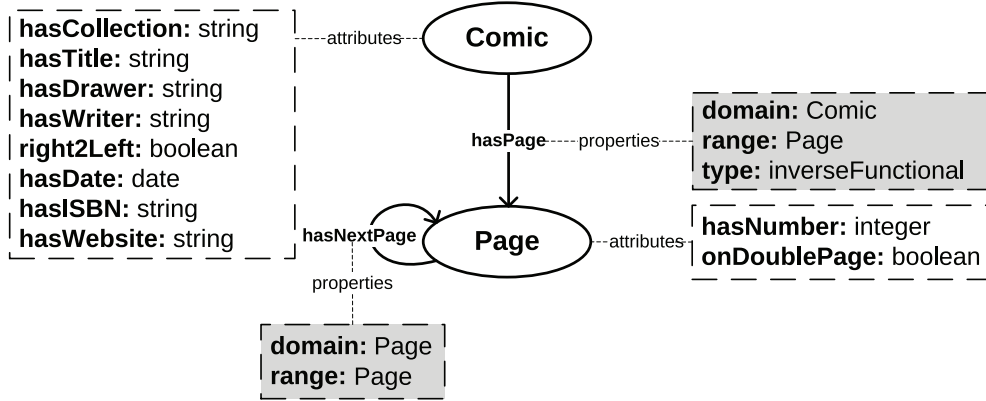 hasCollection: string
hasTitle: string
hasDrawer: string
hasWriter: string
right2Left: boolean
hasDate: date
hasISBN: string
hasWebsite: string
attributes
Comic
hasPage
properties
domain: Comic
range: Page
type: inverseFunctional
hasNextPage
Page
attributes
hasNumber: integer
onDoublePage: boolean
properties
domain: Page
range: Page